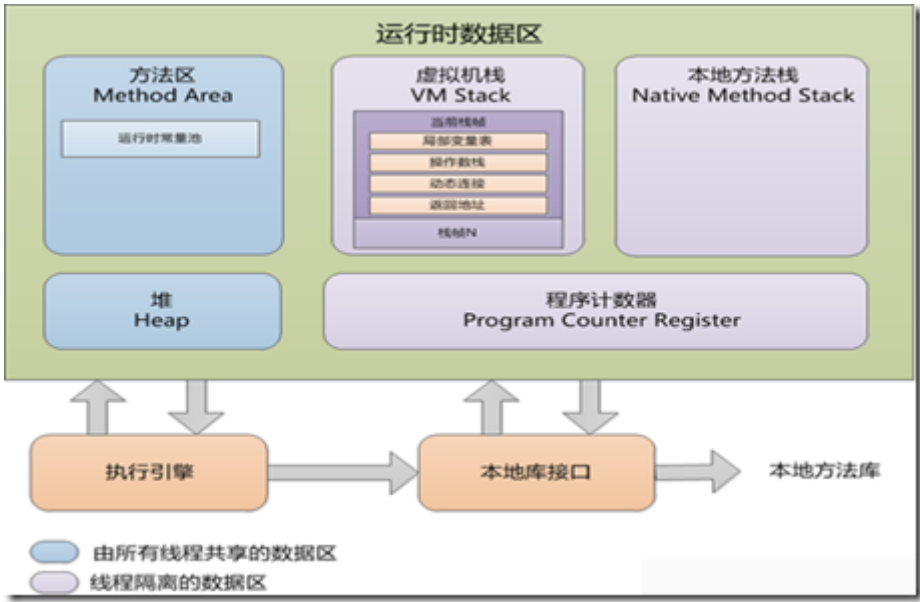 运行时数据区
方法区
Method Area
运行时常量池
虚拟机栈
VM Stack
当前栈帧
局部变量表
操作数栈
动态连接
返回地址
栈帧N
本地方法栈
Native Method Stack
堆
Heap
程序计数器
Program Counter Register
执行引擎
本地库接口
本地方法库
由所有线程共享的数据区
线程隔离的数据区